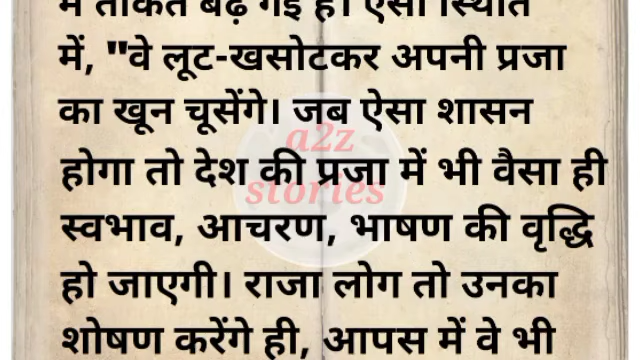 में ताकत बढ़ गई है। ऐसी स्थिति
में, "वे लूट-खसोटकर अपनी प्रजा
का खून चूसेंगे। जब ऐसा शासन
a2z
होगा तो देश की प्रजा में भी वैसा ही
stories
स्वभाव, आचरण, भाषण की वृद्धि
हो जाएगी। राजा लोग तो उनका
शोषण करेंगे ही, आपस में वे भी